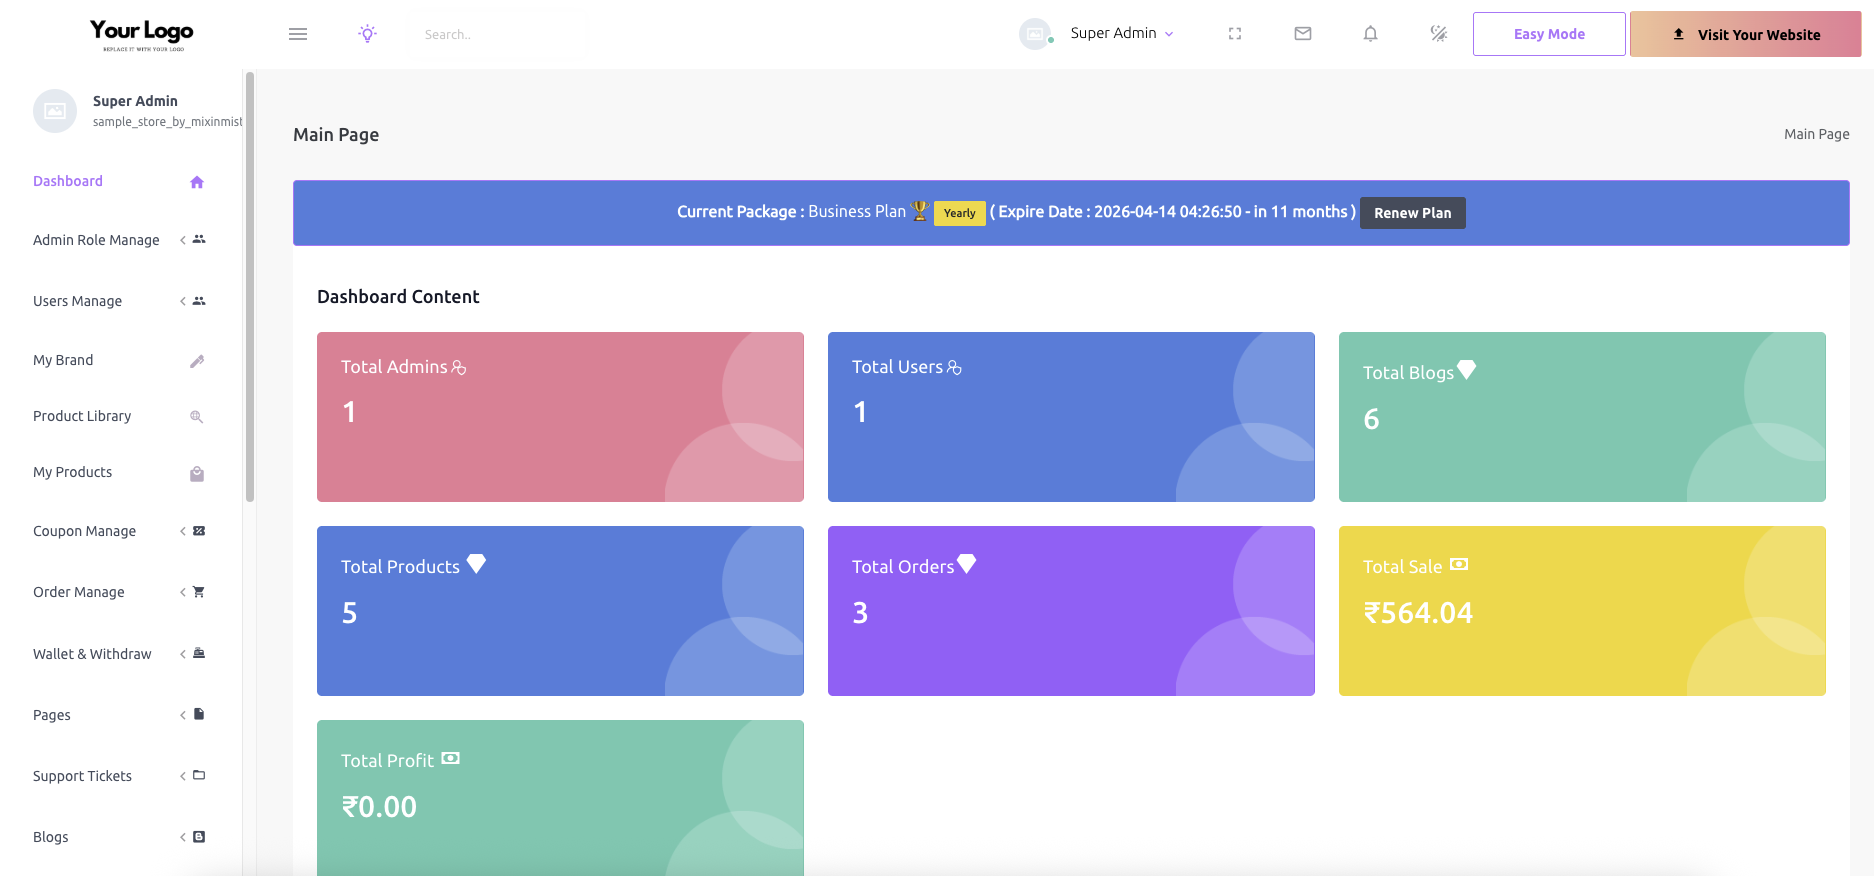 Your Logo
REPLACE IT WITH YOUR LOGO
Search..
Super Admin
Easy Mode
Visit Your Website
Super Admin
sample_store_by_mixinmist
Dashboard
Admin Role Manage
Users Manage
My Brand
Product Library
My Products
Coupon Manage
Order Manage
Wallet & Withdraw
Pages
Support Tickets
Blogs
Main Page
Main Page
Current Package : Business Plan Yearly ( Expire Date : 2026-04-14 04:26:50 - in 11 months ) Renew Plan
Dashboard Content
Total Admins
1
Total Users
1
Total Blogs
6
Total Products
5
Total Orders
3
Total Sale
₹564.04
Total Profit
₹0.00